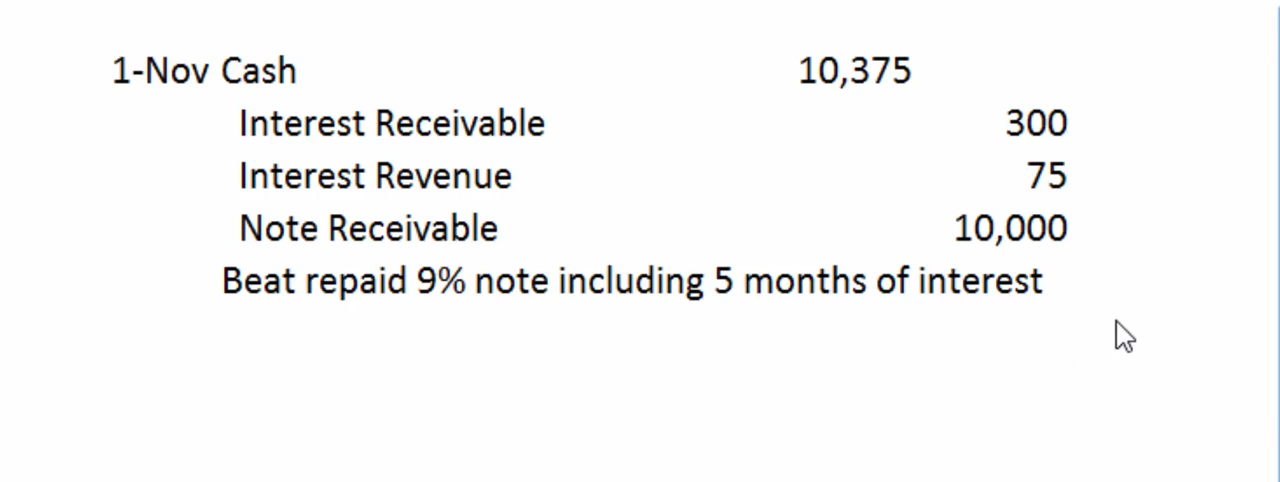 1-Nov Cash 10,375
Interest Receivable 300
Interest Revenue 75
Note Receivable 10,000
Beat repaid 9% note including 5 months of interest